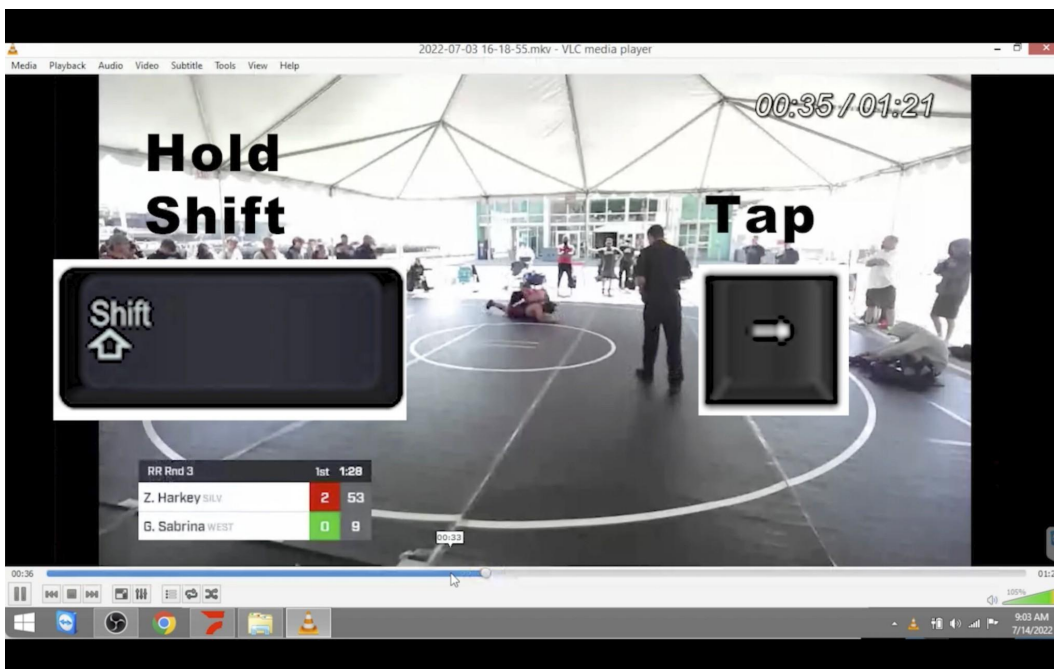 2022-07-03 16-18-55.mkv - VLC media player
Media Playback Audio Video Subtitle Tools View Help
00:35 / 01:21
Hold
Shift
Tap
Shift
RR Rnd 3 1st 1:28
Z. Harkey SILV 2 53
G. Sabrina WEST 0 9
00:33
00:36
105%
9:03 AM
7/14/2022